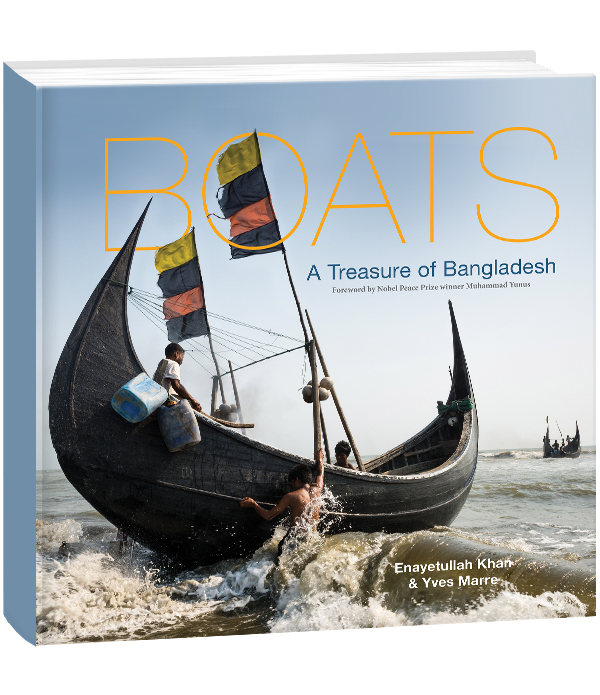 BOATS
A Treasure of Bangladesh
Foreword by Nobel Peace Prize winner Muhammad Yunus
Enayetullah Khan
& Yves Marre